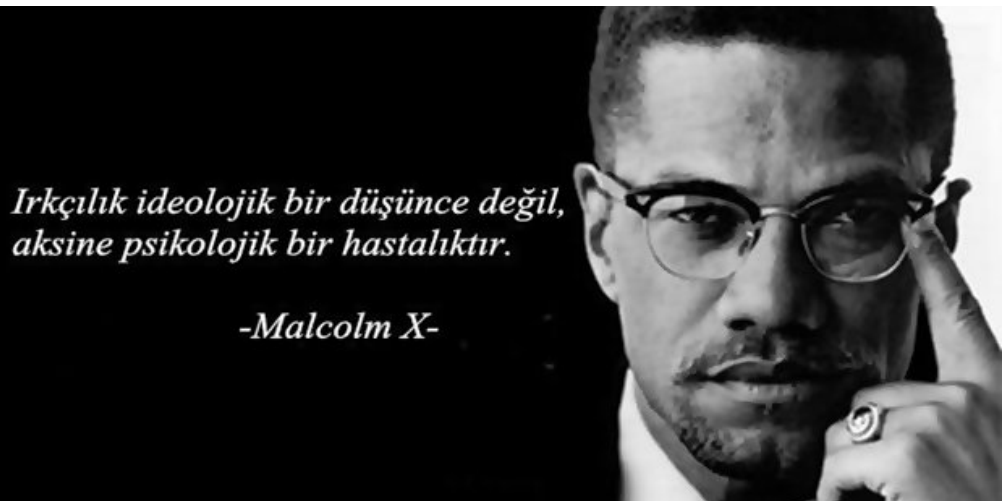 Irkçılık ideolojik bir düşünce değil,
aksine psikolojik bir hastalıktır.
-Malcolm X-